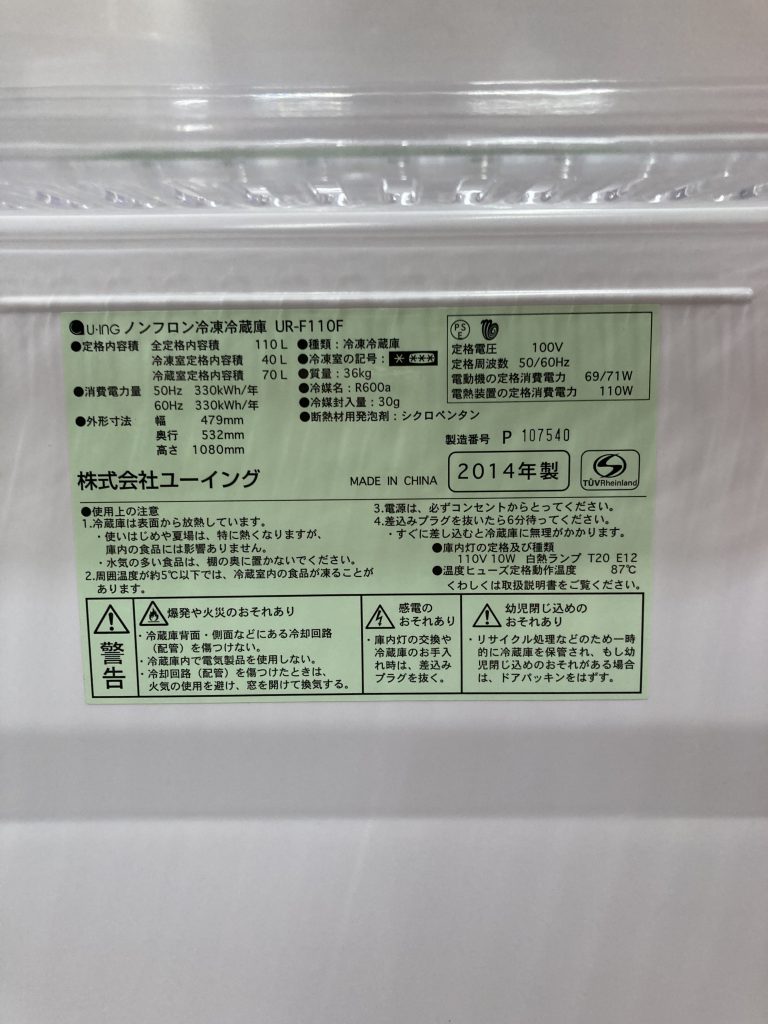 U-ING ノンフロン冷凍冷蔵庫 UR-F110F
●定格内容積 全定格内容積 110L
冷凍室定格内容積 40L
冷蔵室定格内容積 70L
●消費電力量 50Hz 330kWh/年
60Hz 330kWh/年
●外形寸法 幅 479mm
奥行 532mm
高さ 1080mm
●種類：冷凍冷蔵庫
●冷凍室の記号：* ***
●質量：36kg
●冷媒名：R600a
●冷媒封入量：30g
●断熱材用発泡剤：シクロペンタン
PSE
定格電圧 100V
定格周波数 50/60Hz
電動機の定格消費電力 69/71W
電熱装置の定格消費電力 110W
製造番号 P 107540
株式会社ユーイング MADE IN CHINA 2014年製
TÜVRheinland
●使用上の注意
1.冷蔵庫は表面から放熱しています。
・使いはじめや夏場は、特に熱くなりますが、
庫内の食品には影響ありません。
・水気の多い食品は、棚の奥に置かないでください。
2.周囲温度が約5℃以下では、冷蔵室内の食品が凍ることが
あります。
3.電源は、必ずコンセントからとってください。
4.差込みプラグを抜いたら6分待ってください。
・すぐに差し込むと冷蔵庫に無理がかかります。
●庫内灯の定格及び種類
110V 10W 白熱ランプ T20 E12
●温度ヒューズ定格動作温度 87℃
くわしくは取扱説明書をご覧ください。
警告
爆発や火災のおそれあり
・冷蔵庫背面・側面などにある冷却回路
（配管）を傷つけない。
・冷蔵庫内で電気製品を使用しない。
・冷却回路（配管）を傷つけたときは、
火気の使用を避け、窓を開けて換気する。
感電の
おそれあり
・庫内灯の交換や
冷蔵庫のお手入
れ時は、差込み
プラグを抜く。
幼児閉じ込めの
おそれあり
・リサイクル処理などのため一時
的に冷蔵庫を保管され、もし幼
児閉じ込めのおそれがある場合
は、ドアパッキンをはずす。